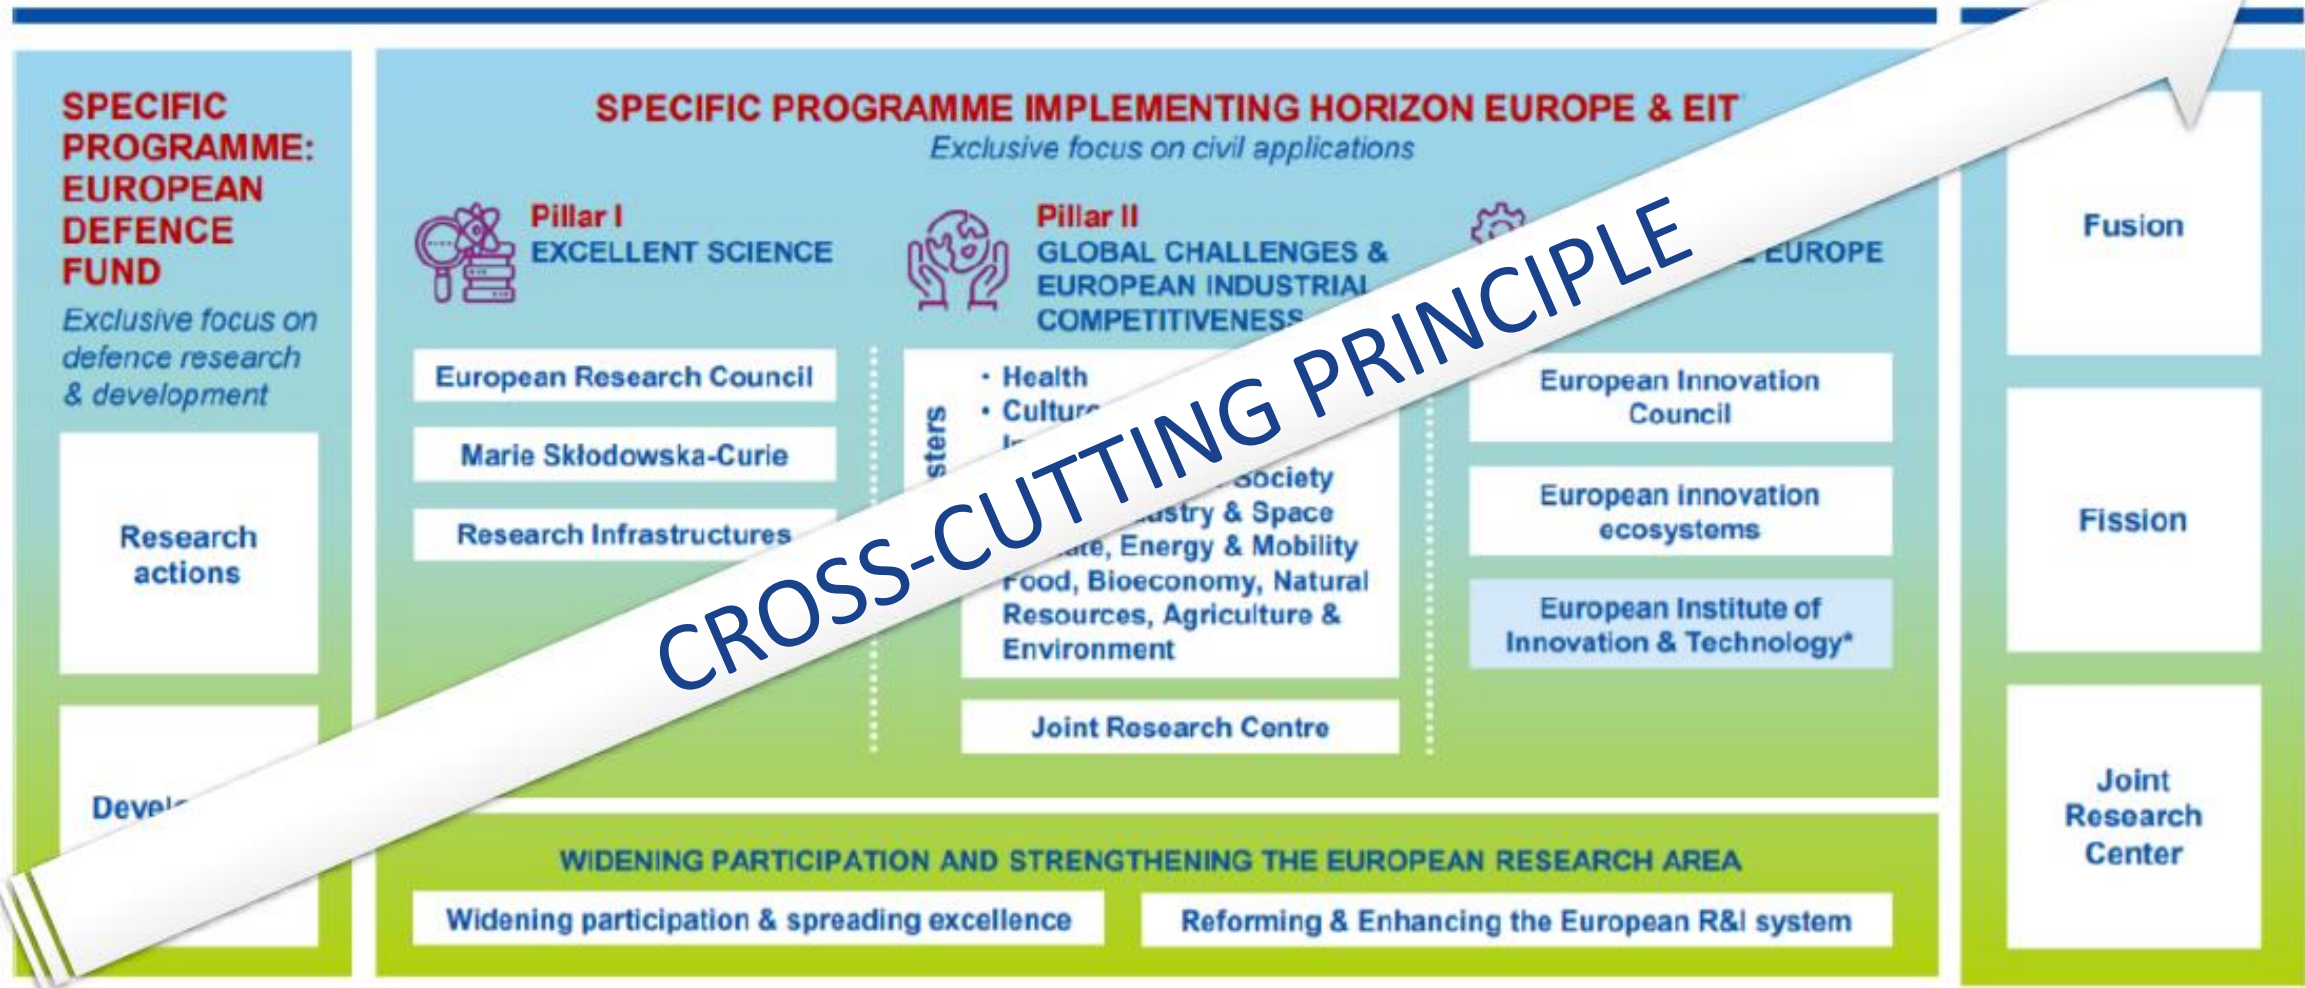 SPECIFIC
PROGRAMME:
EUROPEAN
DEFENCE
FUND
Exclusive focus on
defence research
& development
Research
actions
SPECIFIC PROGRAMME IMPLEMENTING HORIZON EUROPE & EIT
Exclusive focus on civil applications
Pillar I
EXCELLENT SCIENCE
European Research Council
Marie Skłodowska-Curie
Research Infrastructures
Pillar II
GLOBAL CHALLENGES &
EUROPEAN INDUSTRIAL
COMPETITIVENESS
• Health
• Culture
Society
& Space
Energy & Mobility
Food, Bioeconomy, Natural
Resources, Agriculture &
Environment
Joint Research Centre
EUROPE
European Innovation
Council
European innovation
ecosystems
European Institute of
Innovation & Technology*
CROSS-CUTTING PRINCIPLE
WIDENING PARTICIPATION AND STRENGTHENING THE EUROPEAN RESEARCH AREA
Widening participation & spreading excellence
Reforming & Enhancing the European R&I system
Fusion
Fission
Joint
Research
Center